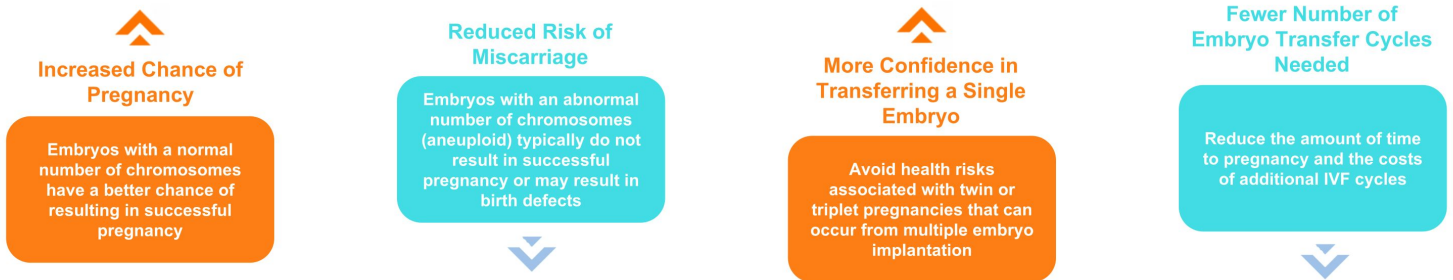 Increased Chance of
Pregnancy
Embryos with a normal
number of chromosomes
have a better chance of
resulting in successful
pregnancy
Reduced Risk of
Miscarriage
Embryos with an abnormal
number of chromosomes
(aneuploid) typically do not
result in successful
pregnancy or may result in
birth defects
More Confidence in
Transferring a Single
Embryo
Avoid health risks
associated with twin or
triplet pregnancies that can
occur from multiple embryo
implantation
Fewer Number of
Embryo Transfer Cycles
Needed
Reduce the amount of time
to pregnancy and the costs
of additional IVF cycles